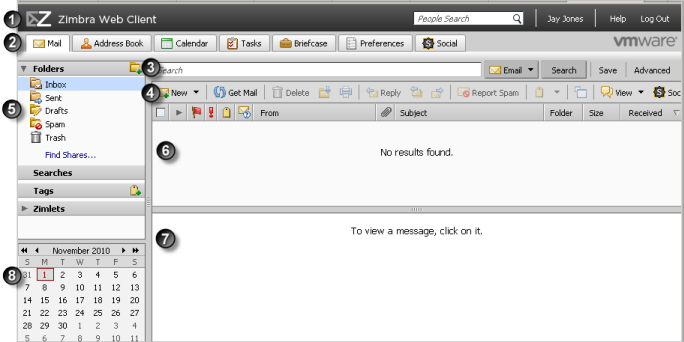 1 Zimbra Web Client People Search Jay Jones Help Log Out
2 Mail Address Book Calendar Tasks Briefcase Preferences Social vmware
Folders 3 Search Email Search Save Advanced
Inbox 4 New Get Mail Delete Reply Report Spam View Soc
Sent
5 Drafts From Subject Folder Size Received
Spam
Trash
6 No results found.
Find Shares...
Searches
Tags
Zimlets
7 To view a message, click on it.
November 2010
S M T W T F S
8 31 1 2 3 4 5 6
7 8 9 10 11 12 13
14 15 16 17 18 19 20
21 22 23 24 25 26 27
28 29 30 1 2 3 4
5 6 7 8 9 10 11